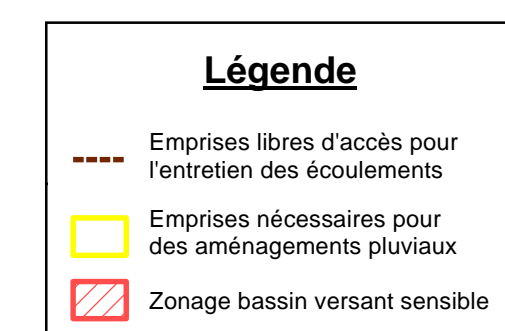 Légende
Emprises libres d'accès pour
l'entretien des écoulements
Emprises nécessaires pour
des aménagements pluviaux
Zonage bassin versant sensible